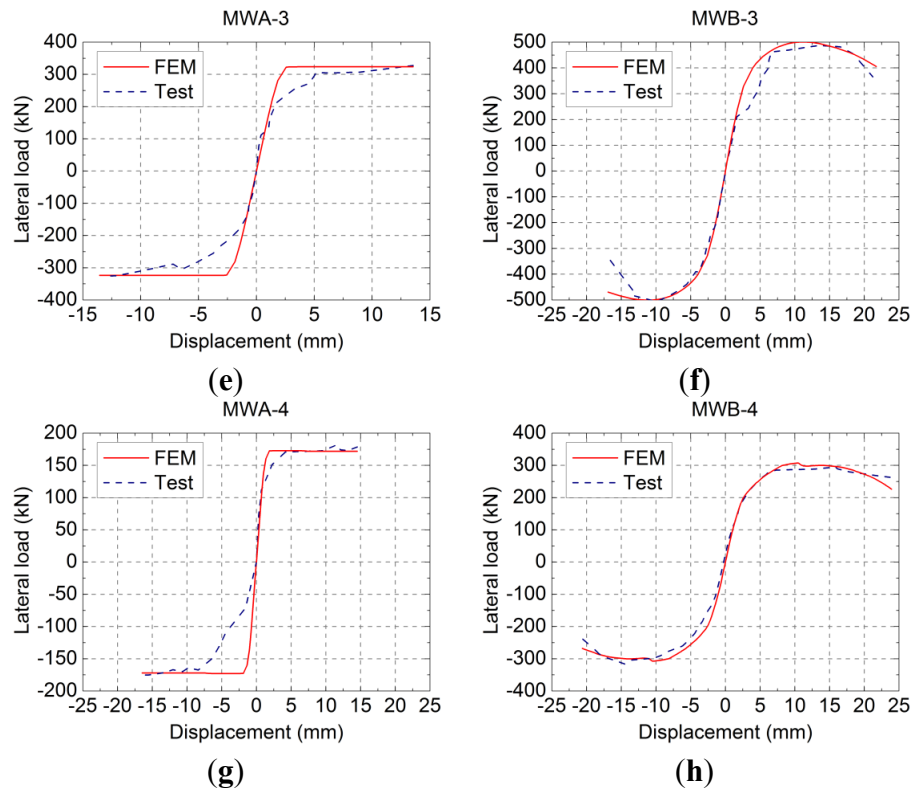 MWA-3
400
300
200
100
0
-100
-200
-300
-400
Lateral load (kN)
FEM
Test
-15 -10 -5 0 5 10 15
Displacement (mm)
(e)
MWB-3
500
400
300
200
100
0
-100
-200
-300
-400
-500
Lateral load (kN)
FEM
Test
-25 -20 -15 -10 -5 0 5 10 15 20 25
Displacement (mm)
(f)
MWA-4
200
150
100
50
0
-50
-100
-150
-200
Lateral load (kN)
FEM
Test
-25 -20 -15 -10 -5 0 5 10 15 20 25
Displacement (mm)
(g)
MWB-4
400
300
200
100
0
-100
-200
-300
-400
Lateral load (kN)
FEM
Test
-25 -20 -15 -10 -5 0 5 10 15 20 25
Displacement (mm)
(h)